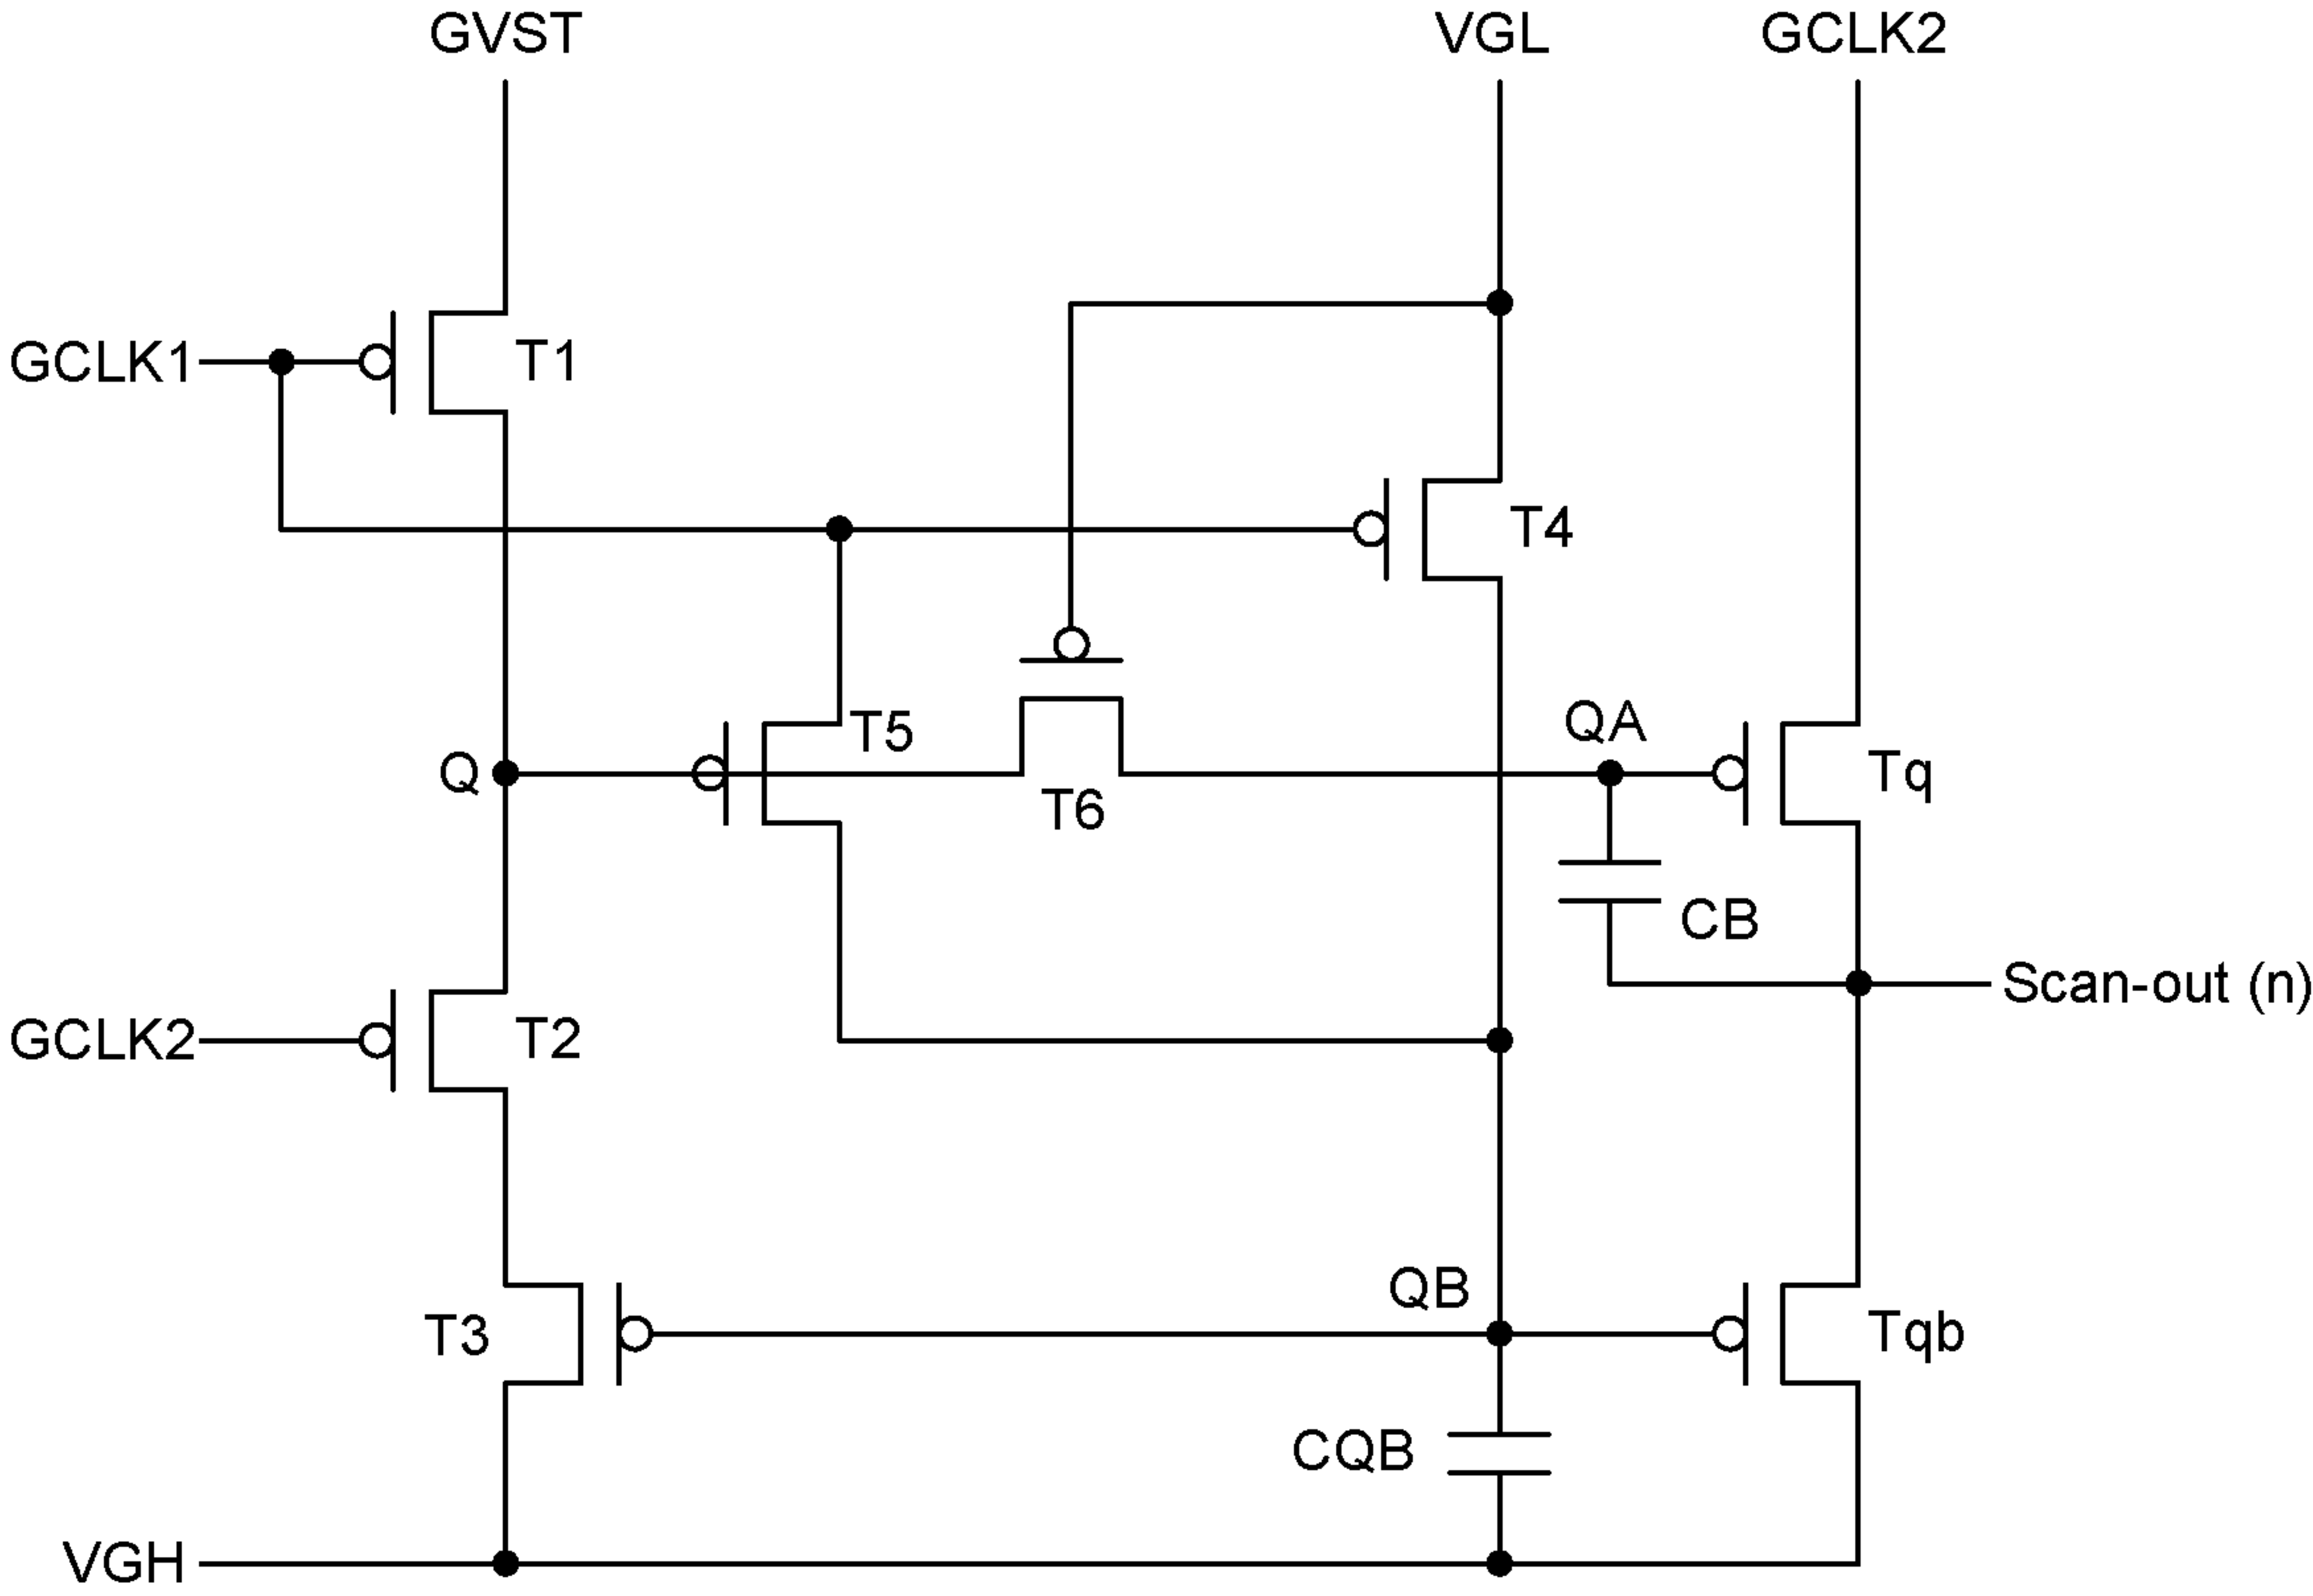 GVST
VGL
GCLK2
GCLK1
T1
T4
T5
QA
Q
T6
Tq
CB
Scan-out (n)
GCLK2
T2
QB
T3
Tqb
CQB
VGH